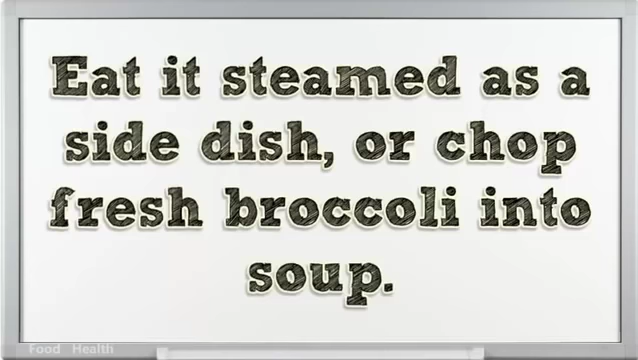 Eat it steamed as a
side dish, or chop
fresh broccoli into
soup.
Food Health